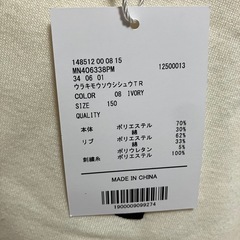 148512 00 08 15
MN406338PM 12500013
34 06 01
ウラキモウソウシシュウTR
COLOR 08 IVORY
SIZE 150
QUALITY
本体 ポリエステル 70%
綿 30%
リブ ポリエステル 62%
綿 33%
ポリウレタン 5%
刺繍糸 ポリエステル 100%
MADE IN CHINA
1900009099274